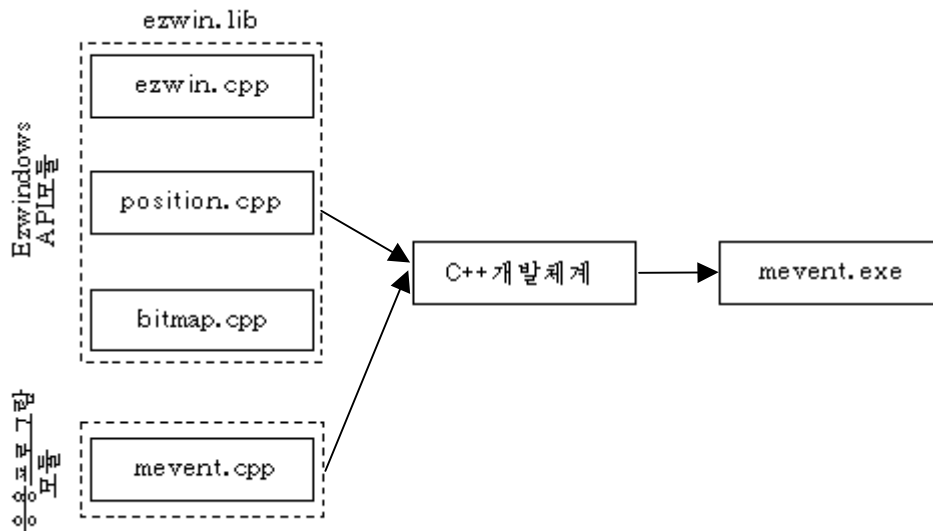 ezwin.lib
ezwin.cpp
Ezwindows
API모듈
position.cpp
bitmap.cpp
C++개발체계
mevent.exe
응용프로그램
모듈
mevent.cpp